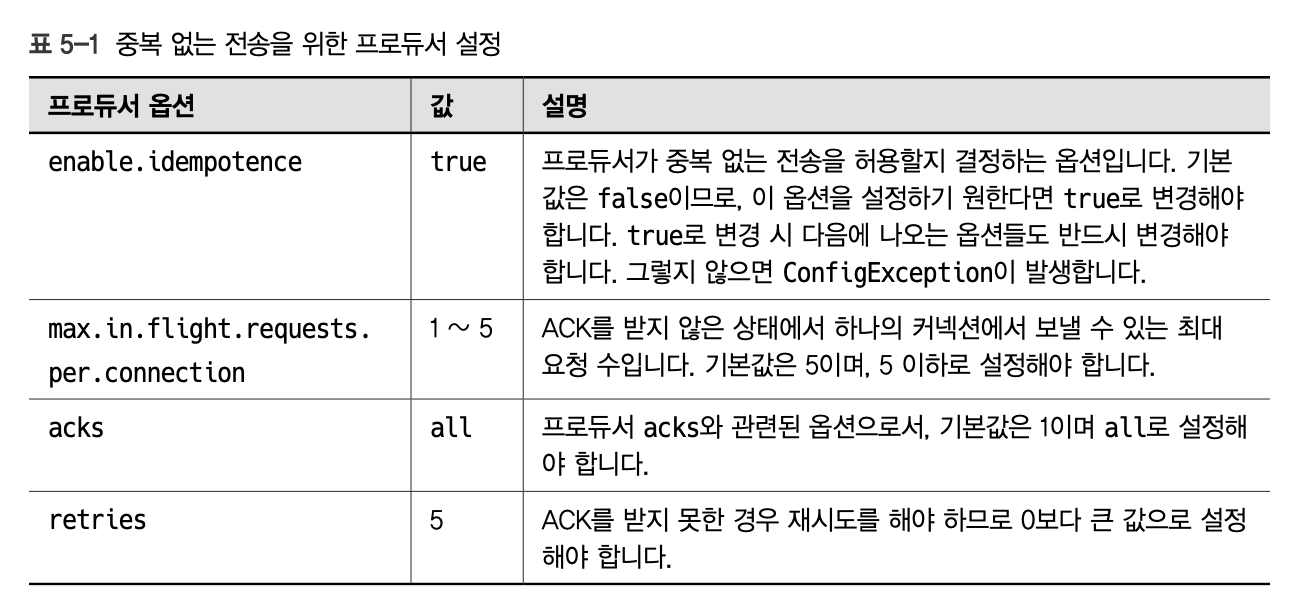 표 5-1 중복 없는 전송을 위한 프로듀서 설정
프로듀서 옵션 값 설명
enable.idempotence true 프로듀서가 중복 없는 전송을 허용할지 결정하는 옵션입니다. 기본
값은 false이므로, 이 옵션을 설정하기 원한다면 true로 변경해야
합니다. true로 변경 시 다음에 나오는 옵션들도 반드시 변경해야
합니다. 그렇지 않으면 ConfigException이 발생합니다.
max.in.flight.requests. 1 ~ 5 ACK를 받지 않은 상태에서 하나의 커넥션에서 보낼 수 있는 최대
per.connection 요청 수입니다. 기본값은 5이며, 5 이하로 설정해야 합니다.
acks all 프로듀서 acks와 관련된 옵션으로서, 기본값은 1이며 all로 설정해
야 합니다.
retries 5 ACK를 받지 못한 경우 재시도를 해야 하므로 0보다 큰 값으로 설정
해야 합니다.